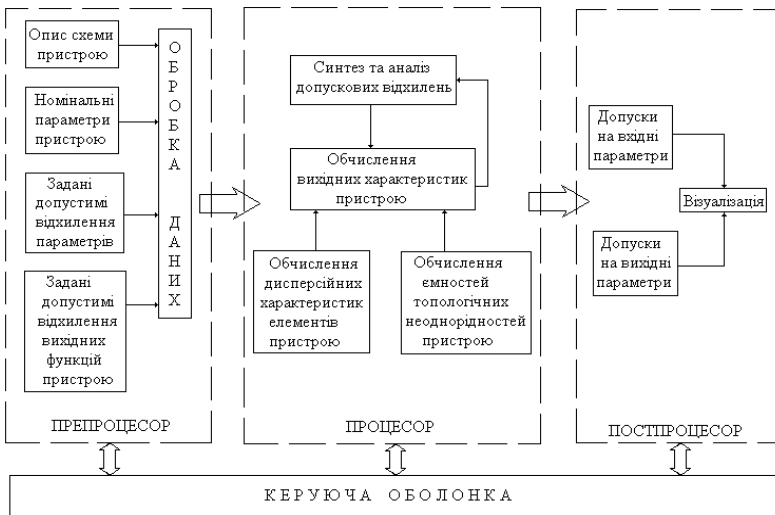 Опис схеми
пристрою
Номінальні
параметри
пристрою
Задані
допустимі
відхилення
параметрів
Задані
допустимі
відхилення
вихідних
функцій
пристрою
ОБРОБКА ДАНИХ
ПРЕПРОЦЕСОР
Синтез та аналіз
допускових відхилень
Обчислення
вихідних характеристик
пристрою
Обчислення
дисперсійних
характеристик
елементів
пристрою
Обчислення
ємностей
топологічних
неоднорідностей
пристрою
ПРОЦЕСОР
Допуски
на вхідні
параметри
Візуалізація
Допуски
на вихідні
параметри
ПОСТПРОЦЕСОР
КЕРУЮЧА ОБОЛОНКА